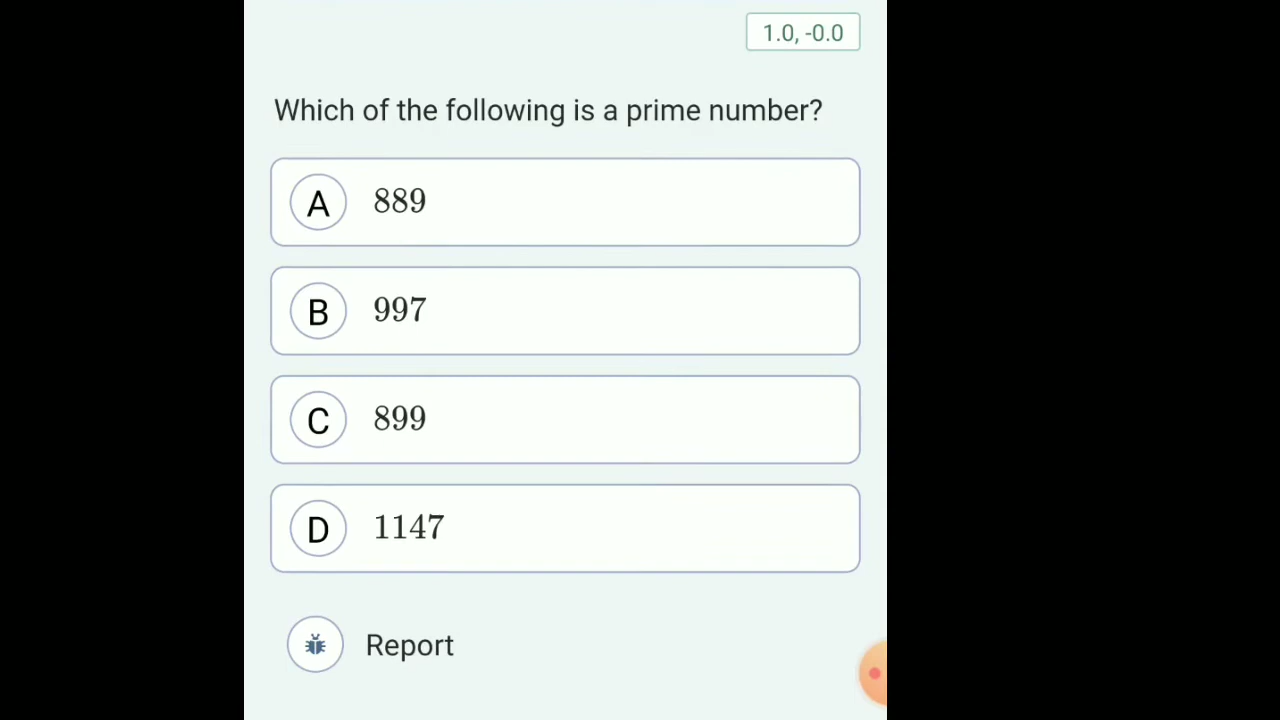 1.0, -0.0
Which of the following is a prime number?
A 889
B 997
C 899
D 1147
Report